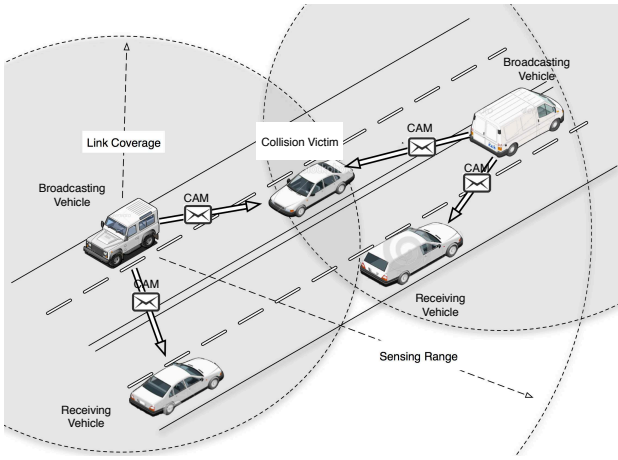 Broadcasting
Vehicle
CAM
Collision Victim
Link Coverage
CAM
Broadcasting
Vehicle
CAM
CAM
Receiving
Vehicle
Sensing Range
Receiving
Vehicle